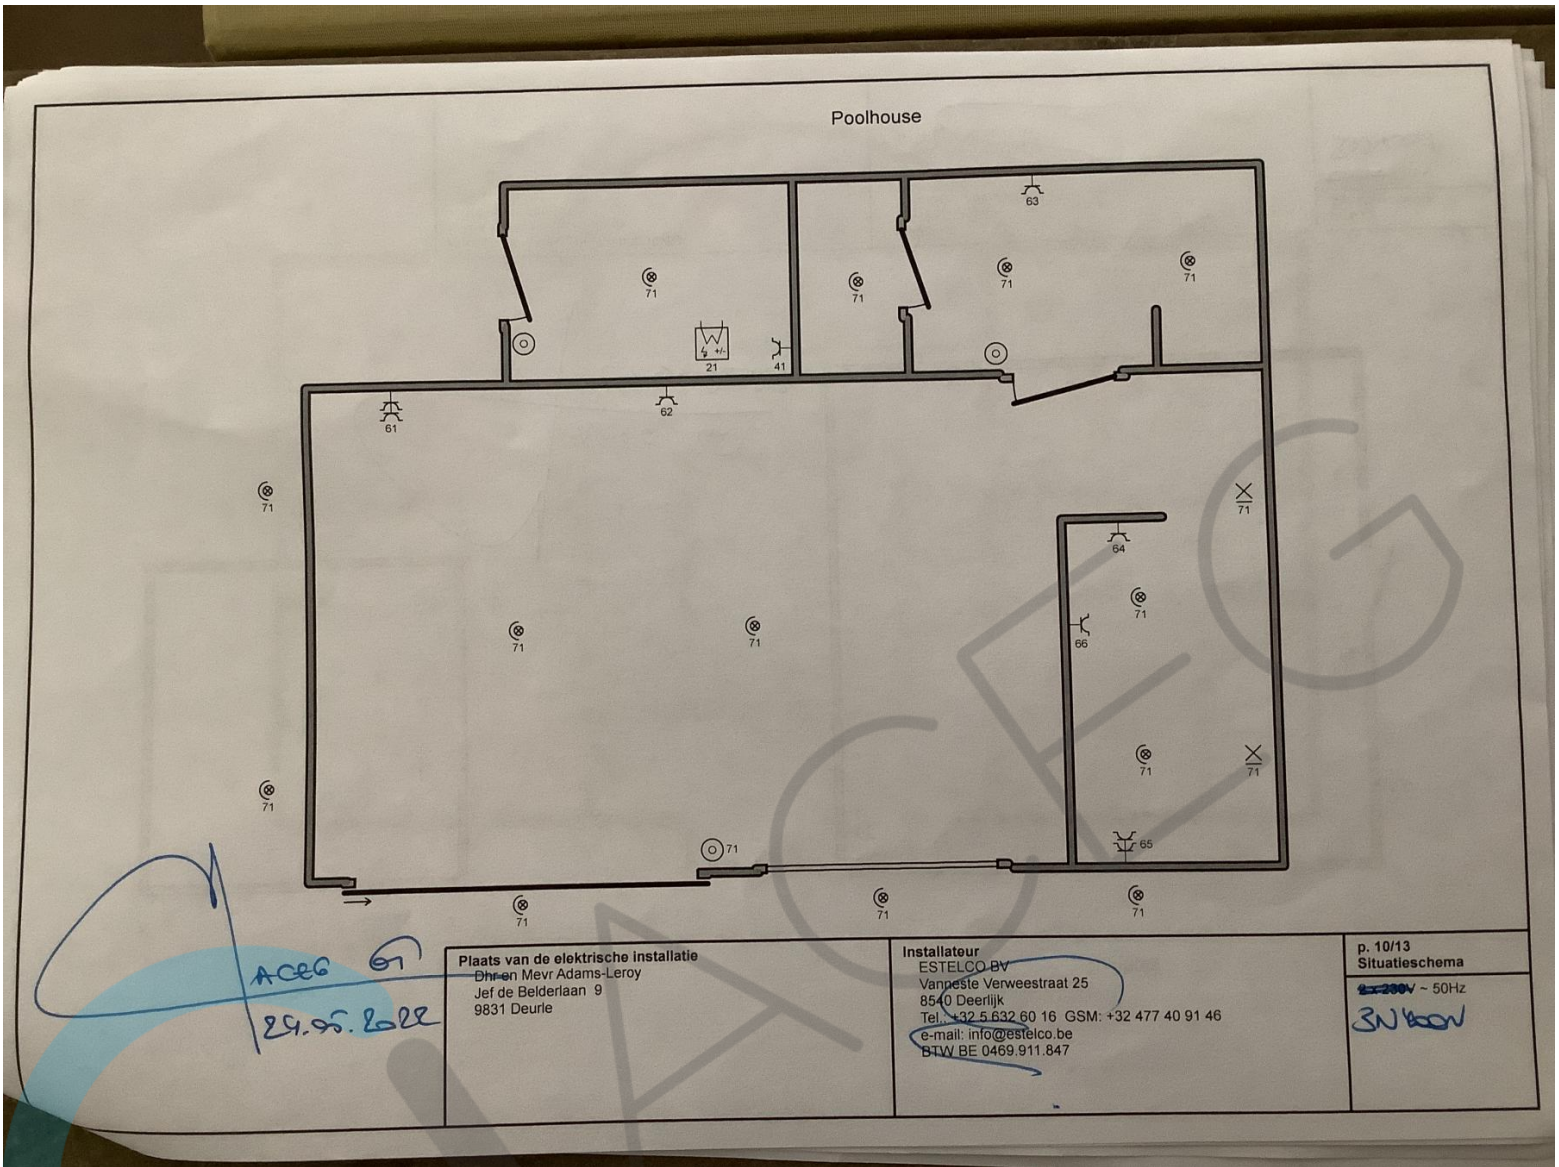 Poolhouse
63
71
71
71
71
21
41
61
62
71
71
64
71
66
71
71
71
71
71
65
71
71
71
71
ACEG
ACEG
24.05.2022
Plaats van de elektrische installatie
Dhr en Mevr Adams-Leroy
Jef de Belderlaan 9
9831 Deurle
Installateur
ESTELCO BV
Vanneste Verweestraat 25
8540 Deerlijk
Tel.: +32 5 632 60 16 GSM: +32 477 40 91 46
e-mail: info@estelco.be
BTW BE 0469.911.847
p. 10/13
Situatieschema
2 x 230V ~ 50Hz
3N400V